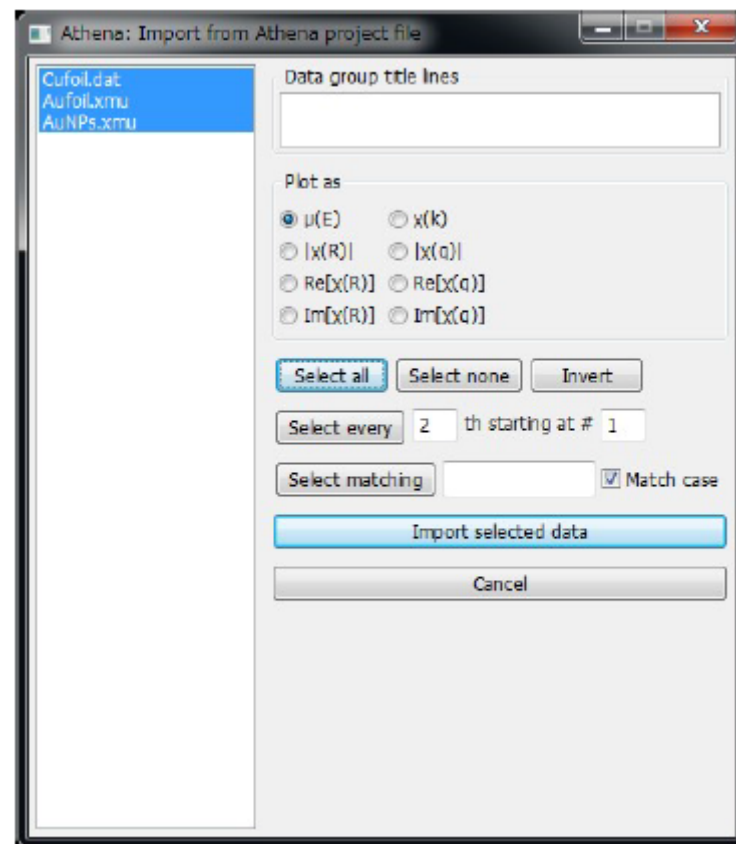 Athena: Import from Athena project file
Cufoil.dat
Aufoil.xmu
AuNPs.xmu
Data group title lines
Plot as
μ(E) χ(k)
|χ(R)| |χ(q)|
Re[χ(R)] Re[χ(q)]
Im[χ(R)] Im[χ(q)]
Select all Select none Invert
Select every 2 th starting at # 1
Select matching Match case
Import selected data
Cancel